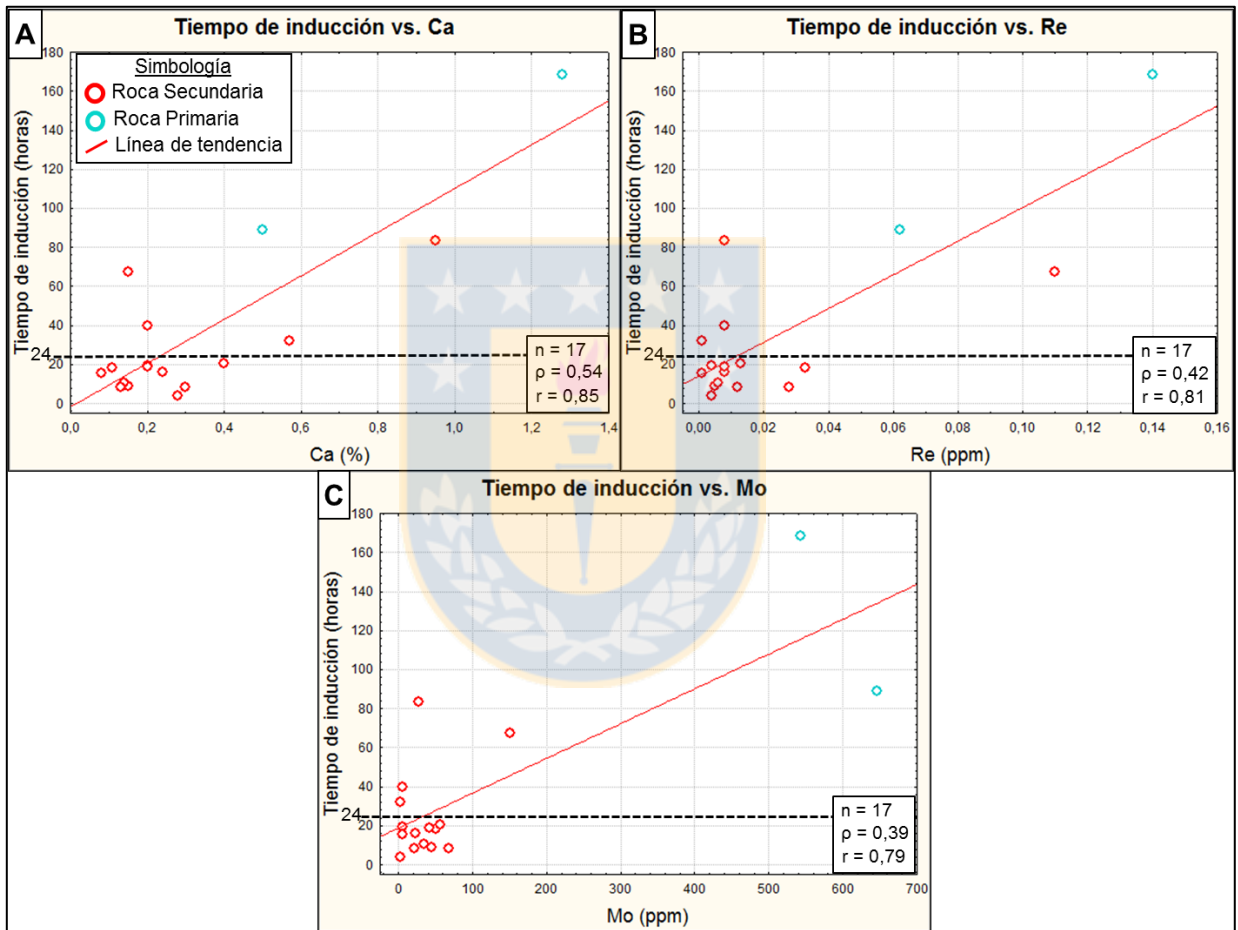 A
Tiempo de inducción vs. Ca
Tiempo de inducción (horas)
180
160
140
120
100
80
60
40
24
20
0
Simbología
Roca Secundaria
Roca Primaria
Línea de tendencia
n = 17
ρ = 0,54
r = 0,85
0,0 0,2 0,4 0,6 0,8 1,0 1,2 1,4
Ca (%)
B
Tiempo de inducción vs. Re
Tiempo de inducción (horas)
180
160
140
120
100
80
60
40
24
20
0
n = 17
ρ = 0,42
r = 0,81
0,00 0,02 0,04 0,06 0,08 0,10 0,12 0,14 0,16
Re (ppm)
C
Tiempo de inducción vs. Mo
Tiempo de inducción (horas)
180
160
140
120
100
80
60
40
24
20
0
n = 17
ρ = 0,39
r = 0,79
0 100 200 300 400 500 600 700
Mo (ppm)